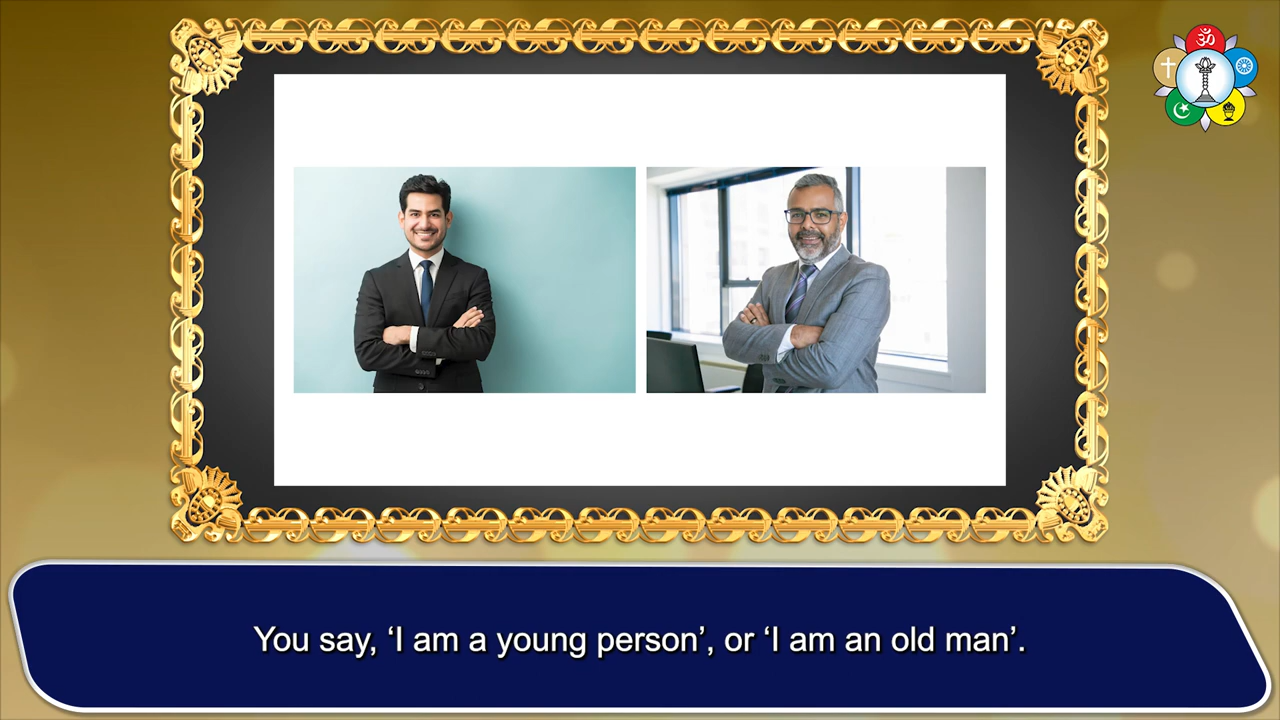 ॐ
You say, ‘I am a young person’, or ‘I am an old man’.